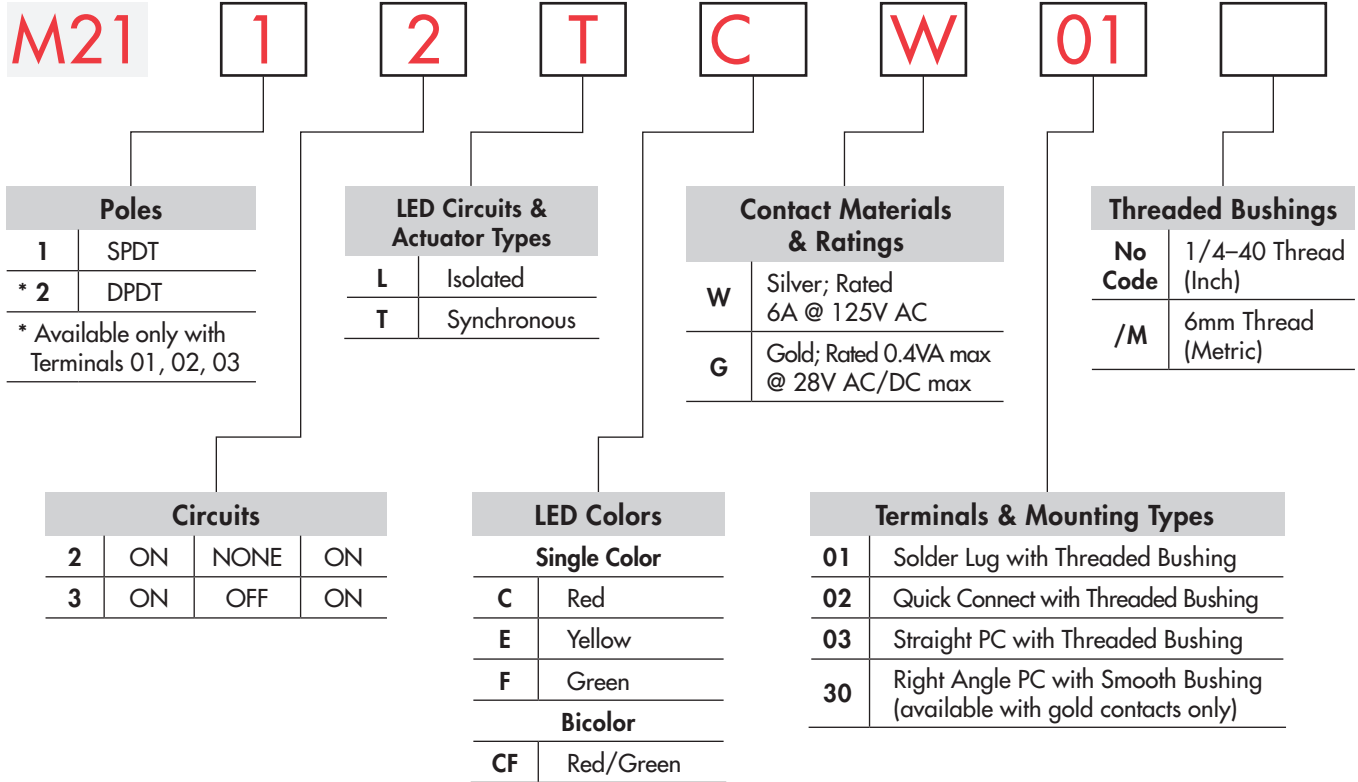 M21 1 2 T C W 01
Poles
1 SPDT
* 2 DPDT
* Available only with
Terminals 01, 02, 03
LED Circuits &
Actuator Types
L Isolated
T Synchronous
Contact Materials
& Ratings
W Silver; Rated
6A @ 125V AC
G Gold; Rated 0.4VA max
@ 28V AC/DC max
Threaded Bushings
No
Code 1/4–40 Thread
(Inch)
/M 6mm Thread
(Metric)
Circuits
2 ON NONE ON
3 ON OFF ON
LED Colors
Single Color
C Red
E Yellow
F Green
Bicolor
CF Red/Green
Terminals & Mounting Types
01 Solder Lug with Threaded Bushing
02 Quick Connect with Threaded Bushing
03 Straight PC with Threaded Bushing
30 Right Angle PC with Smooth Bushing
(available with gold contacts only)